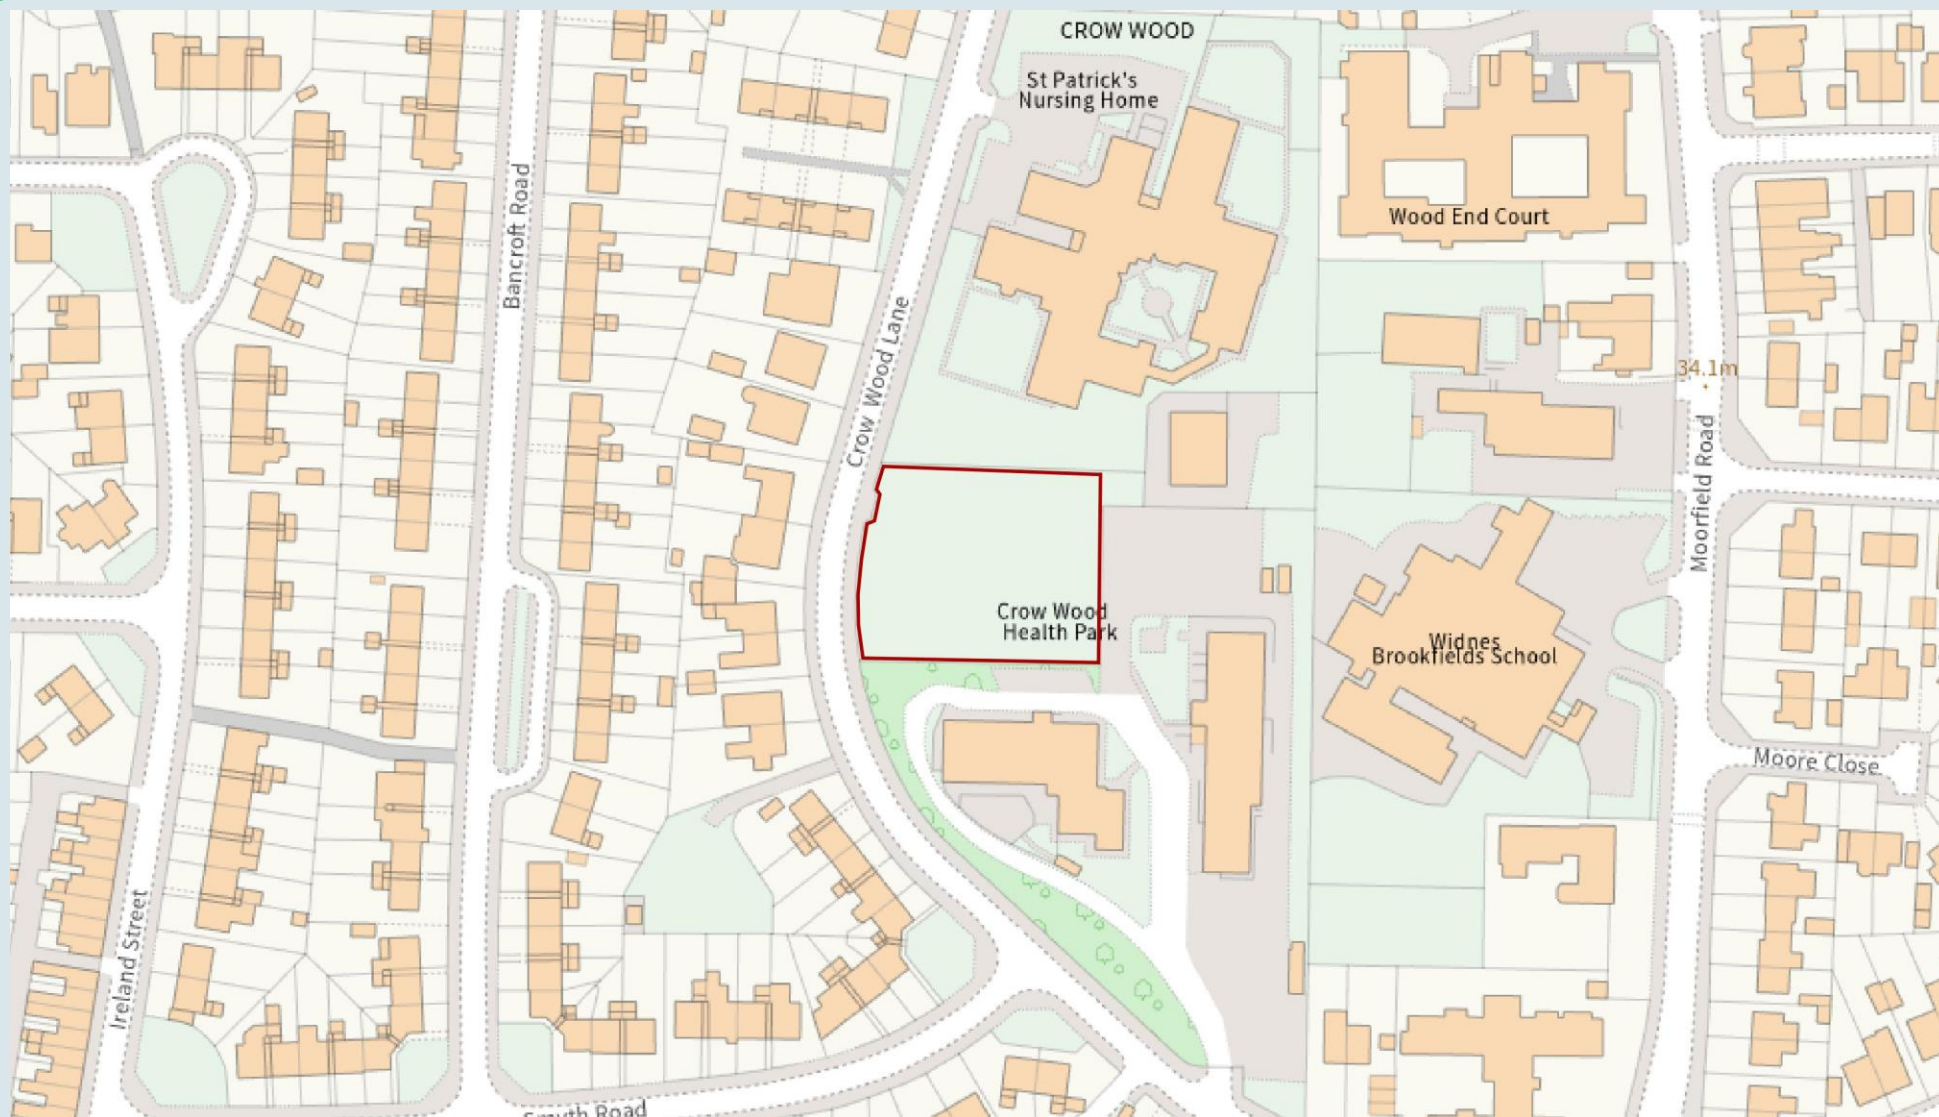 CROW WOOD
St Patrick's
Nursing Home
Wood End Court
Bancroft Road
Crow Wood Lane
34.1m
Moorfield Road
Crow Wood
Health Park
Widnes
Brookfields School
Moore Close
Ireland Street
Smyth Road